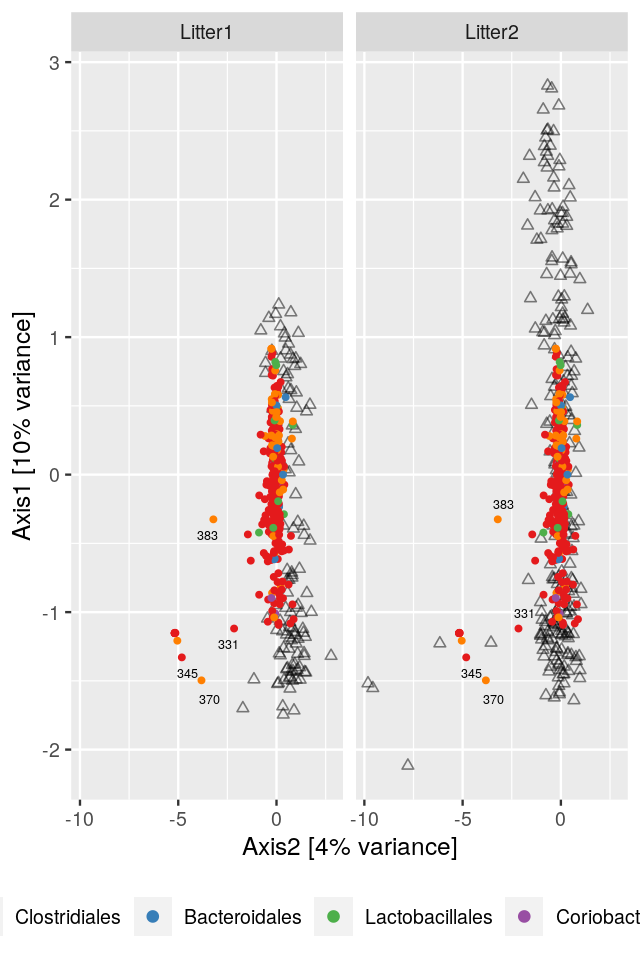 Litter1
Litter2
3
2
1
0
-1
-2
Axis1 [10% variance]
383
331
345
370
383
331
345
370
-10
-5
0
-10
-5
0
Axis2 [4% variance]
Clostridiales
Bacteroidales
Lactobacillales
Coriobact